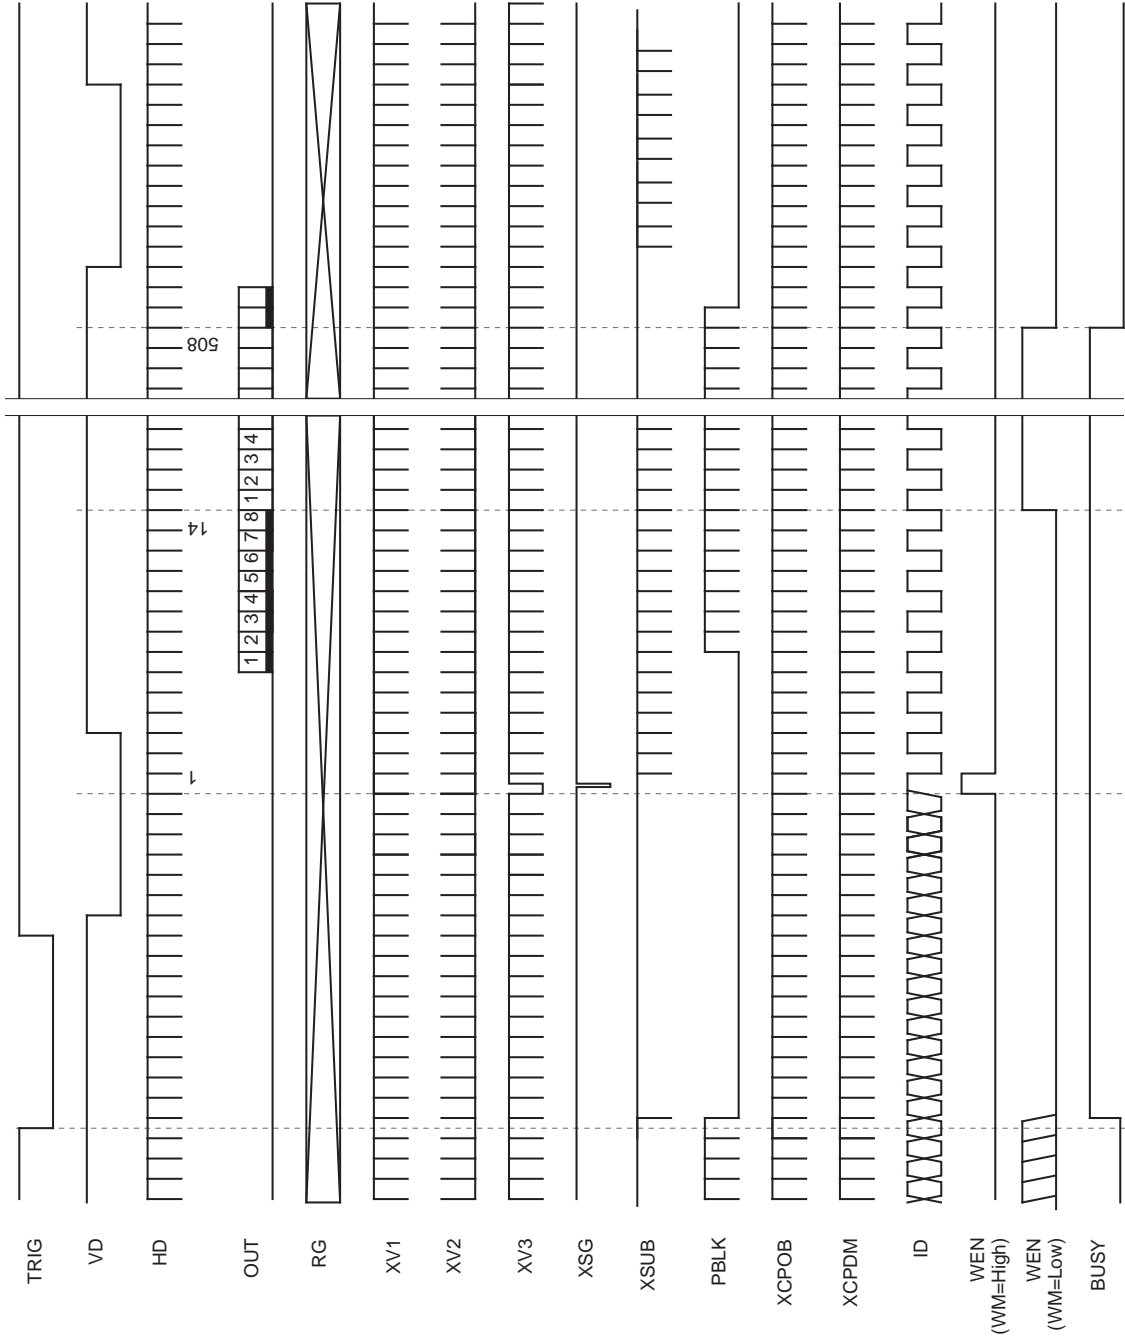 TRIG
VD
HD
1
14
508
OUT
1 2 3 4 5 6 7 8 1 2 3 4
RG
XV1
XV2
XV3
XSG
XSUB
PBLK
XCPOB
XCPDM
ID
WEN
(WM=High)
WEN
(WM=Low)
BUSY